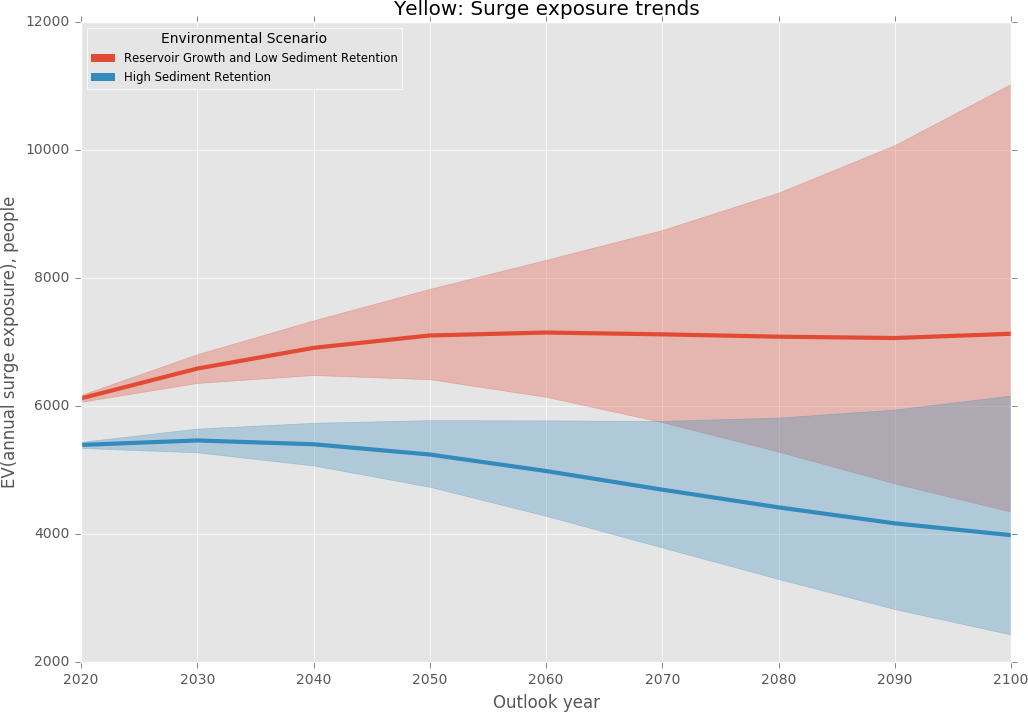 Yellow: Surge exposure trends
Environmental Scenario
Reservoir Growth and Low Sediment Retention
High Sediment Retention
EV(annual surge exposure), people
12000
10000
8000
6000
4000
2000
2020 2030 2040 2050 2060 2070 2080 2090 2100
Outlook year